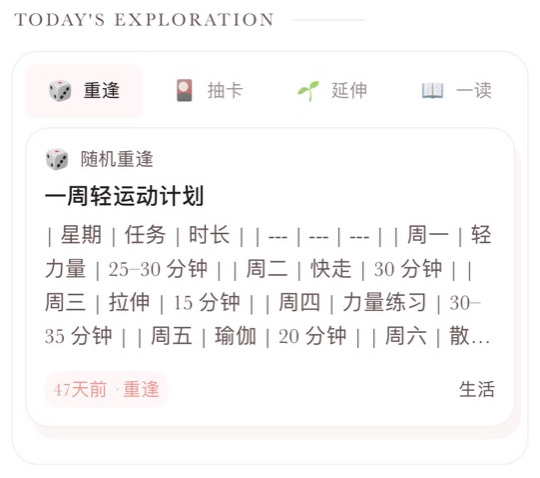 TODAY'S EXPLORATION
重逢
抽卡
延伸
一读
随机重逢
一周轻运动计划
| 星期 | 任务 | 时长 | | --- | --- | --- | | 周一 | 轻
力量 | 25–30 分钟 | | 周二 | 快走 | 30 分钟 | |
周三 | 拉伸 | 15 分钟 | | 周四 | 力量练习 | 30–
35 分钟 | | 周五 | 瑜伽 | 20 分钟 | | 周六 | 散...
47天前 · 重逢
生活